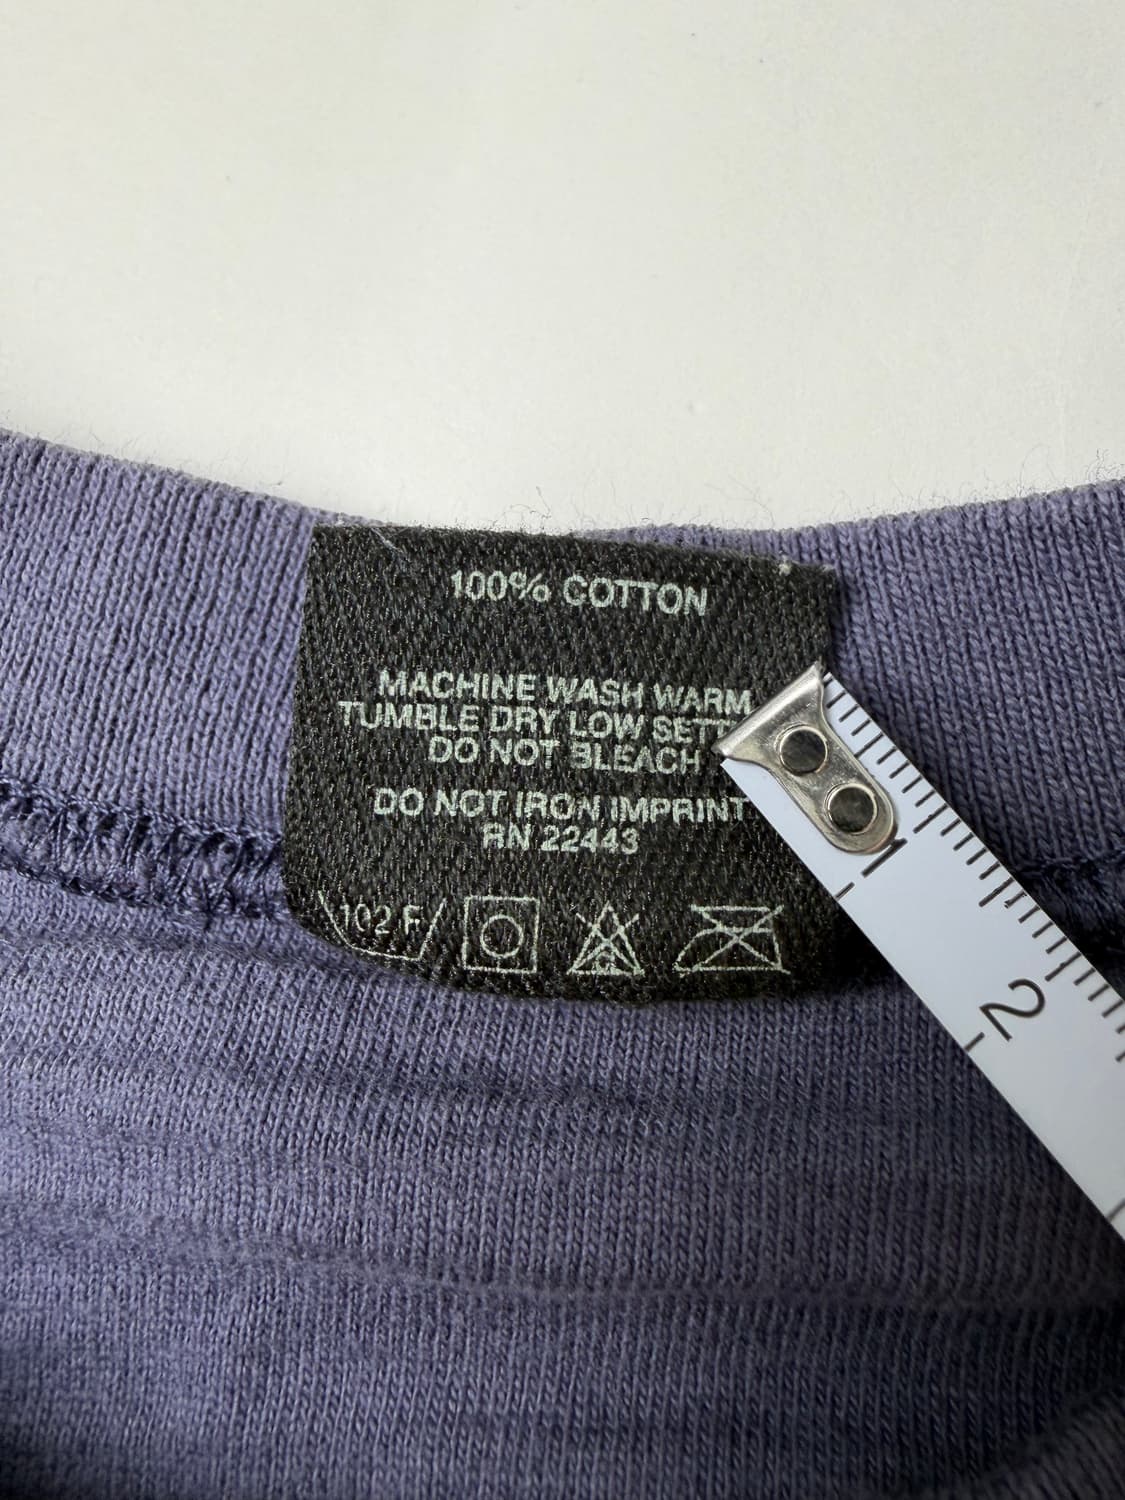 100% COTTON
MACHINE WASH WARM
TUMBLE DRY LOW SETT
DO NOT BLEACH
DO NOT IRON IMPRINT
RN 22443
102 F
1
2